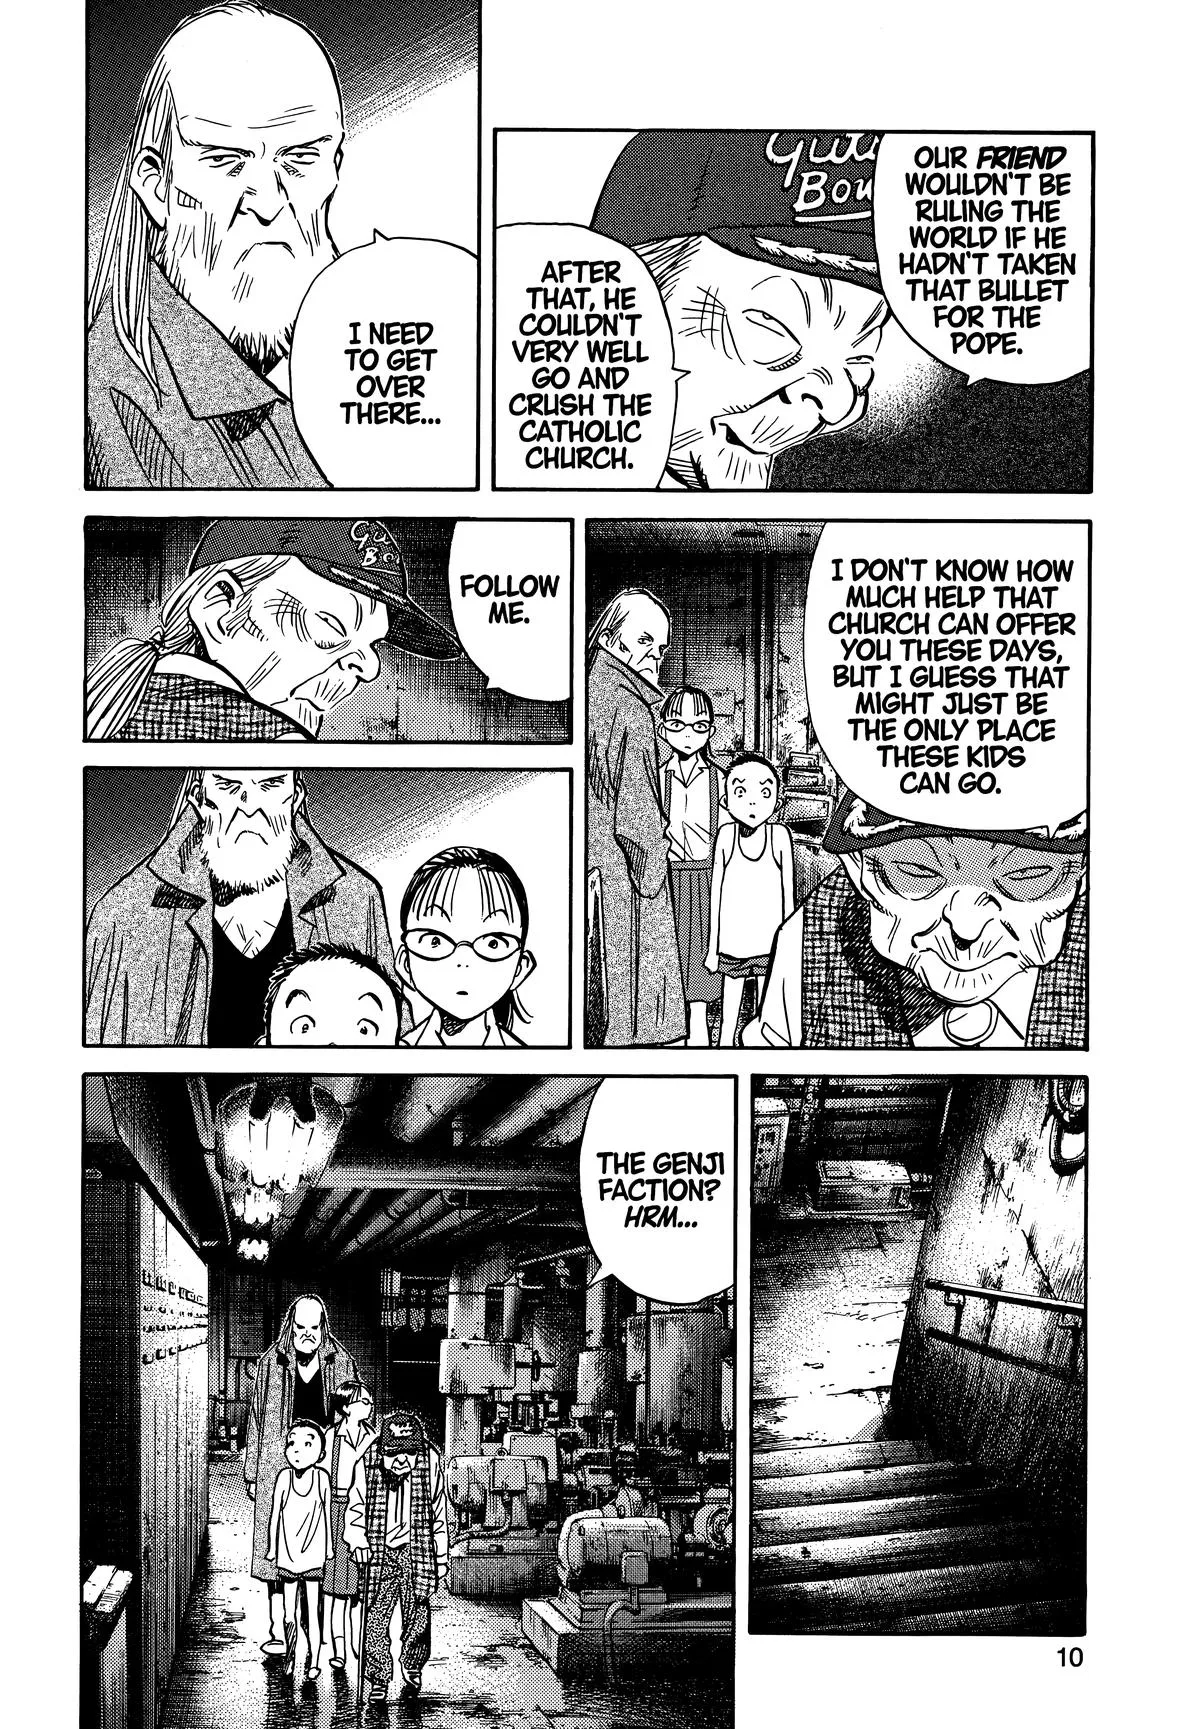 OUR FRIEND
WOULDN'T BE
RULING THE
WORLD IF HE
HADN'T TAKEN
THAT BULLET
FOR THE
POPE.
AFTER
THAT, HE
COULDN'T
VERY WELL
GO AND
CRUSH THE
CATHOLIC
CHURCH.
I NEED
TO GET
OVER
THERE...
I DON'T KNOW HOW
MUCH HELP THAT
CHURCH CAN OFFER
YOU THESE DAYS,
BUT I GUESS THAT
MIGHT JUST BE
THE ONLY PLACE
THESE KIDS
CAN GO.
FOLLOW
ME.
THE GENJI
FACTION?
HRM...
10